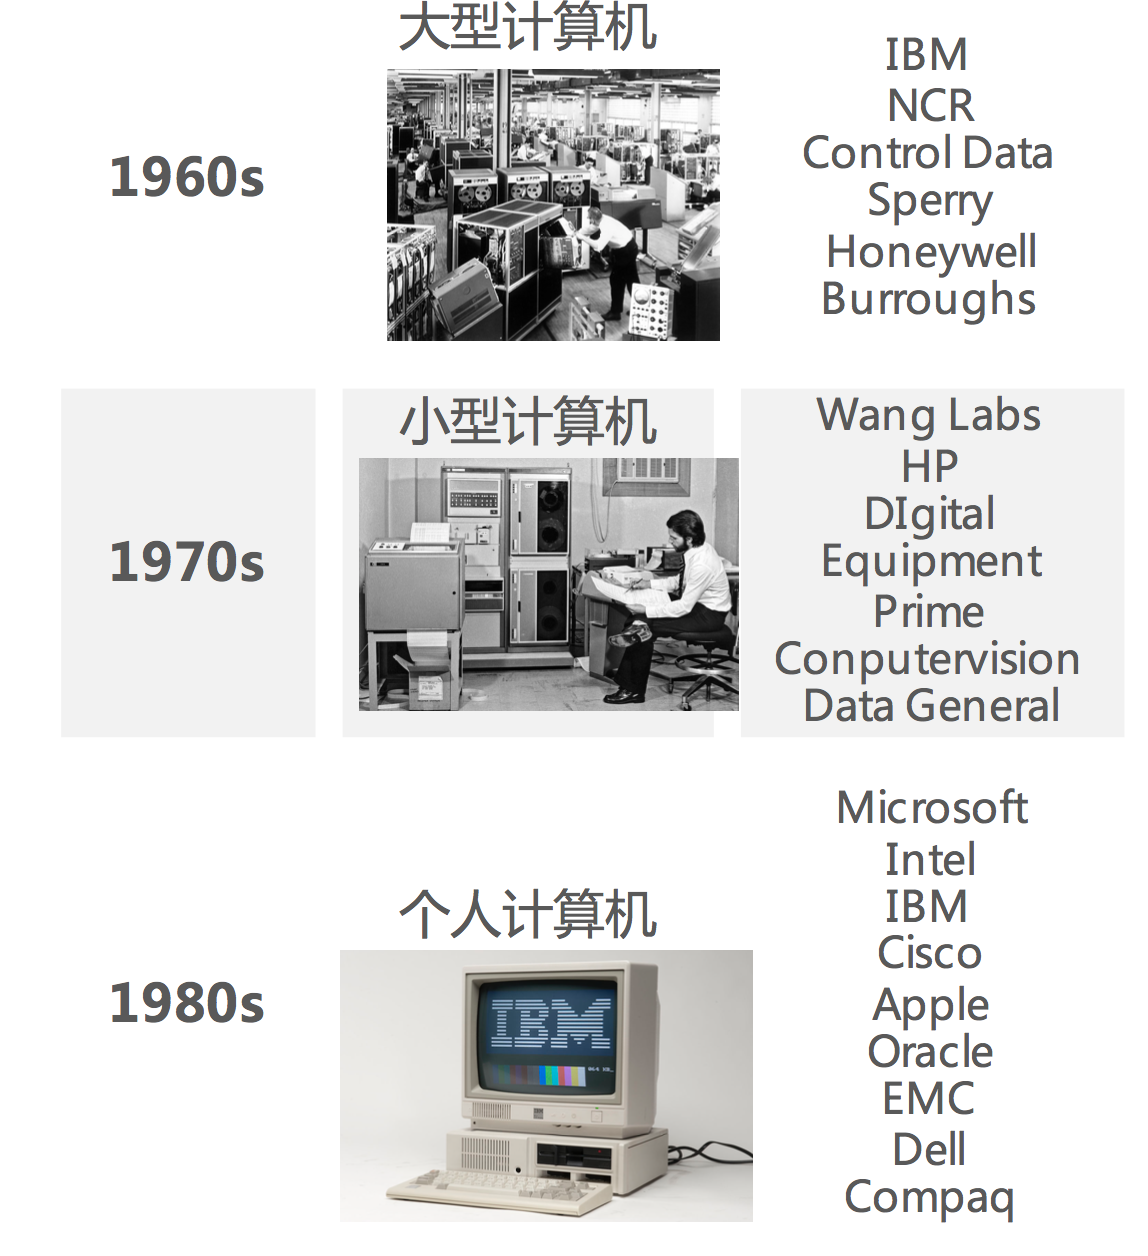 大型计算机
1960s
IBM
NCR
Control Data
Sperry
Honeywell
Burroughs
小型计算机
1970s
Wang Labs
HP
DIgital
Equipment
Prime
Conputervision
Data General
个人计算机
1980s
IBM
Microsoft
Intel
IBM
Cisco
Apple
Oracle
EMC
Dell
Compaq